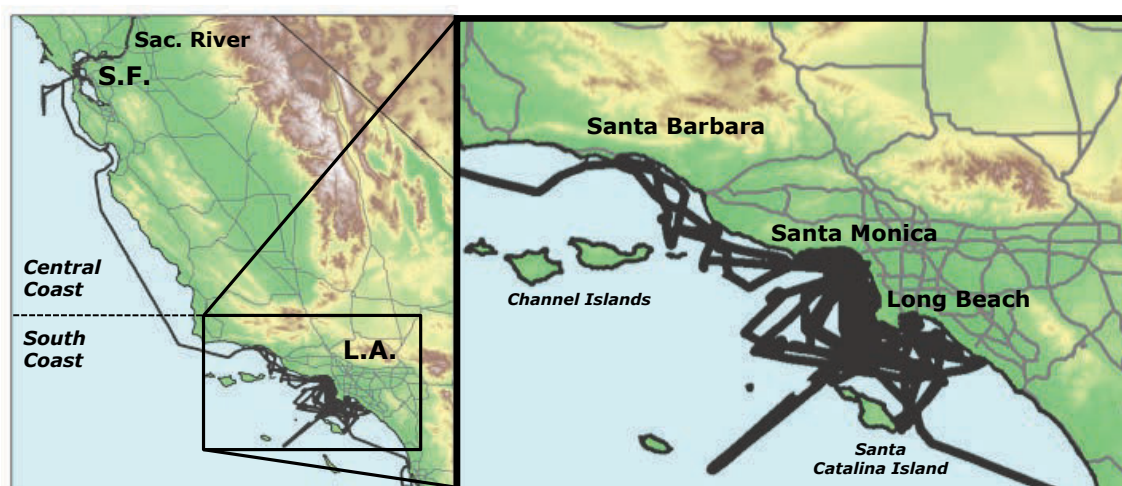 Sac. River
S.F.
Central
Coast
South
Coast
L.A.
Santa Barbara
Santa Monica
Channel Islands
Long Beach
Santa
Catalina Island